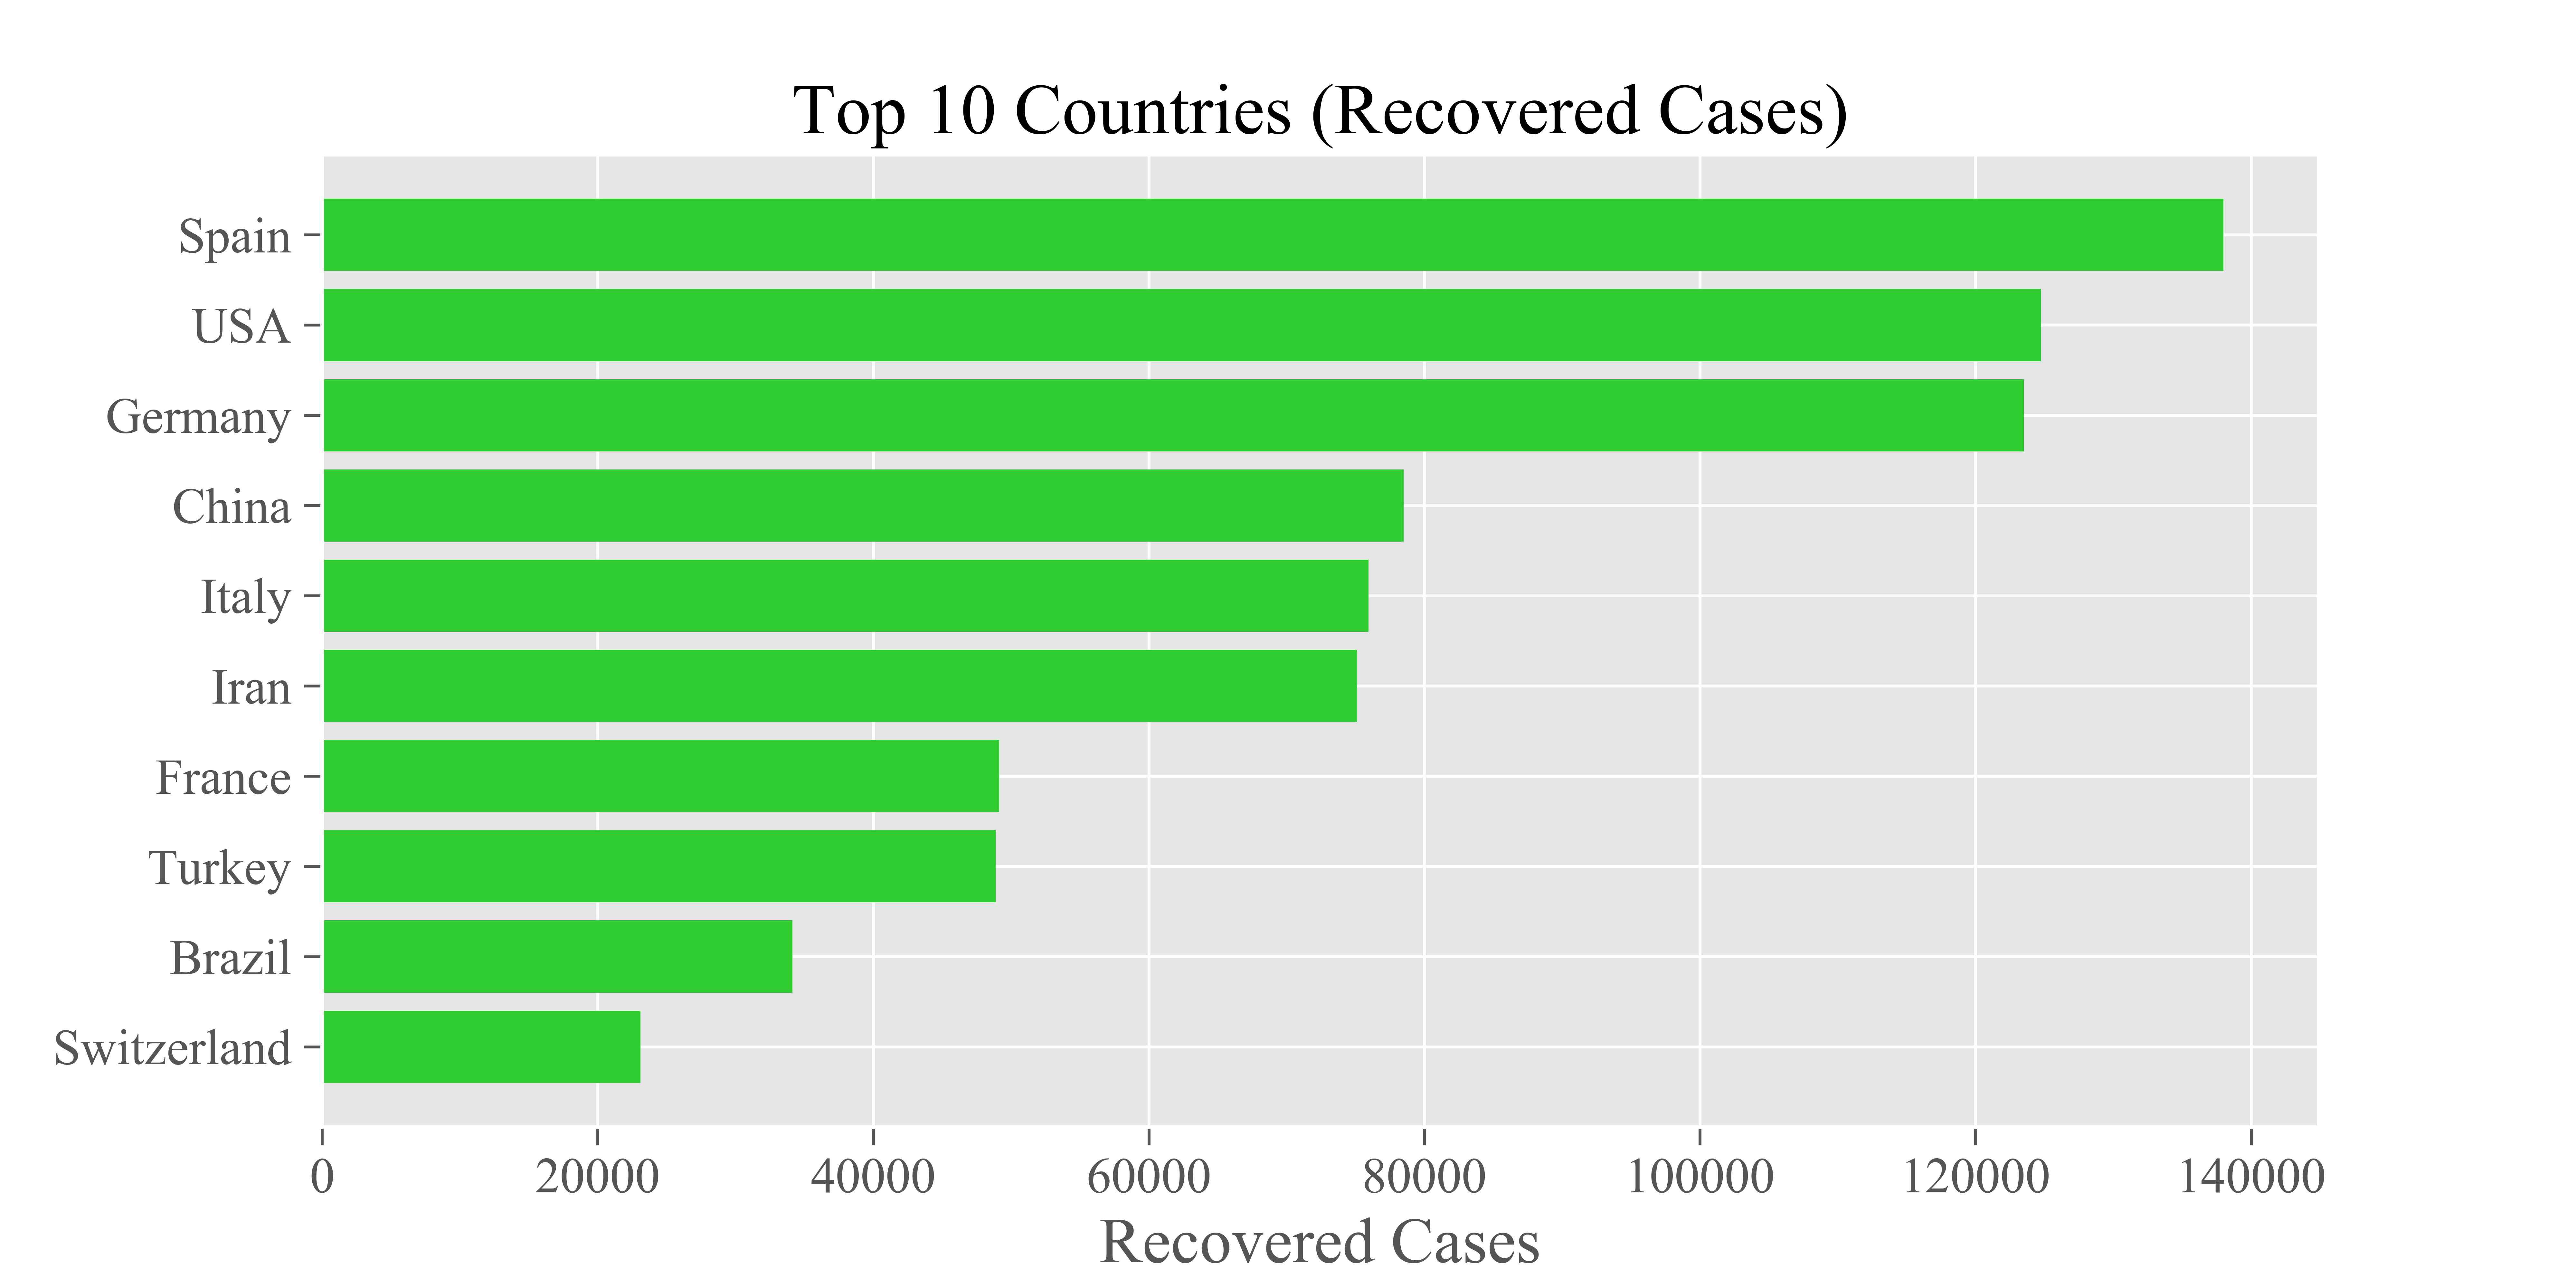 Top 10 Countries (Recovered Cases)
Spain
USA
Germany
China
Italy
Iran
France
Turkey
Brazil
Switzerland
0 20000 40000 60000 80000 100000 120000 140000
Recovered Cases